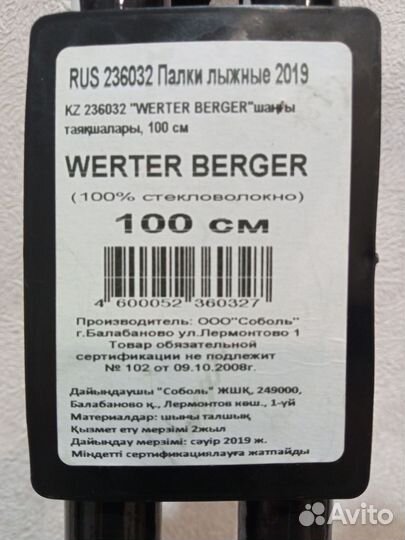 RUS 236032 Палки лыжные 2019
KZ 236032 "WERTER BERGER"шаңғы
таяқшалары, 100 см
WERTER BERGER
(100% стекловолокно)
100 см
4 600052 360327
Производитель: ООО"Соболь"
г.Балабаново ул.Лермонтово 1
Товар обязательной
сертификации не подлежит
№ 102 от 09.10.2008г.
Дайындаушы "Соболь" ЖШҚ, 249000,
Балабаново қ., Лермонтов көш., 1-үй
Материалдар: шыны талшық
Қызмет ету мерзімі 2жыл
Дайындау мерзімі: сәуір 2019 ж.
Міндетті сертификациялауға жатпайды
Avito